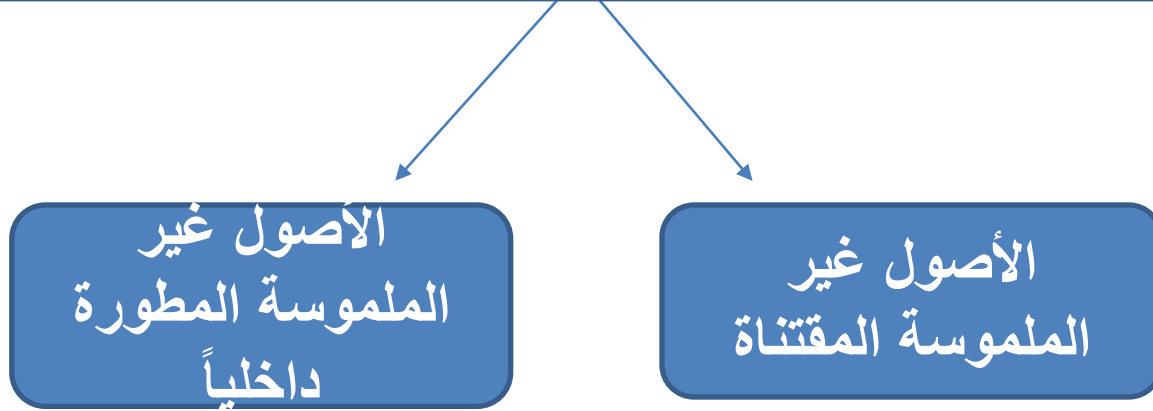 الأصول غير
الملموسة المقتناة
الأصول غير
الملموسة المطورة
داخلياً